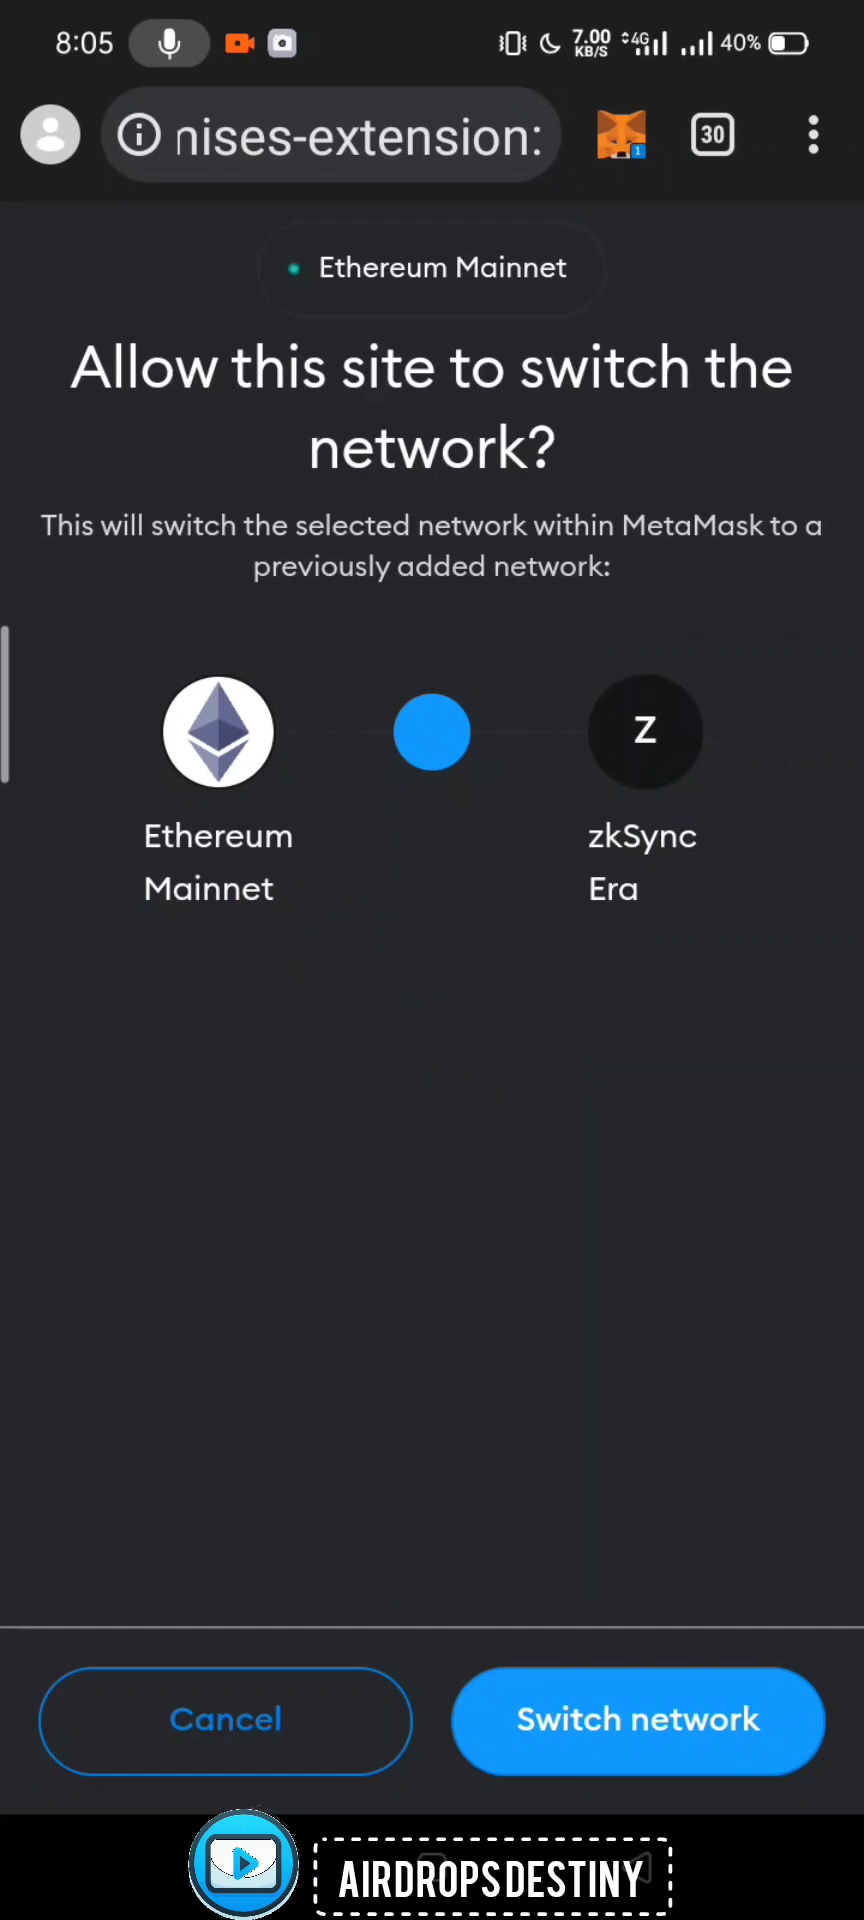 8:05
7.00
KB/S
4G
40%
nises-extension:
1
30
Ethereum Mainnet
Allow this site to switch the
network?
This will switch the selected network within MetaMask to a
previously added network:
Z
Ethereum
Mainnet
zkSync
Era
Cancel
Switch network
AIRDROPS DESTINY